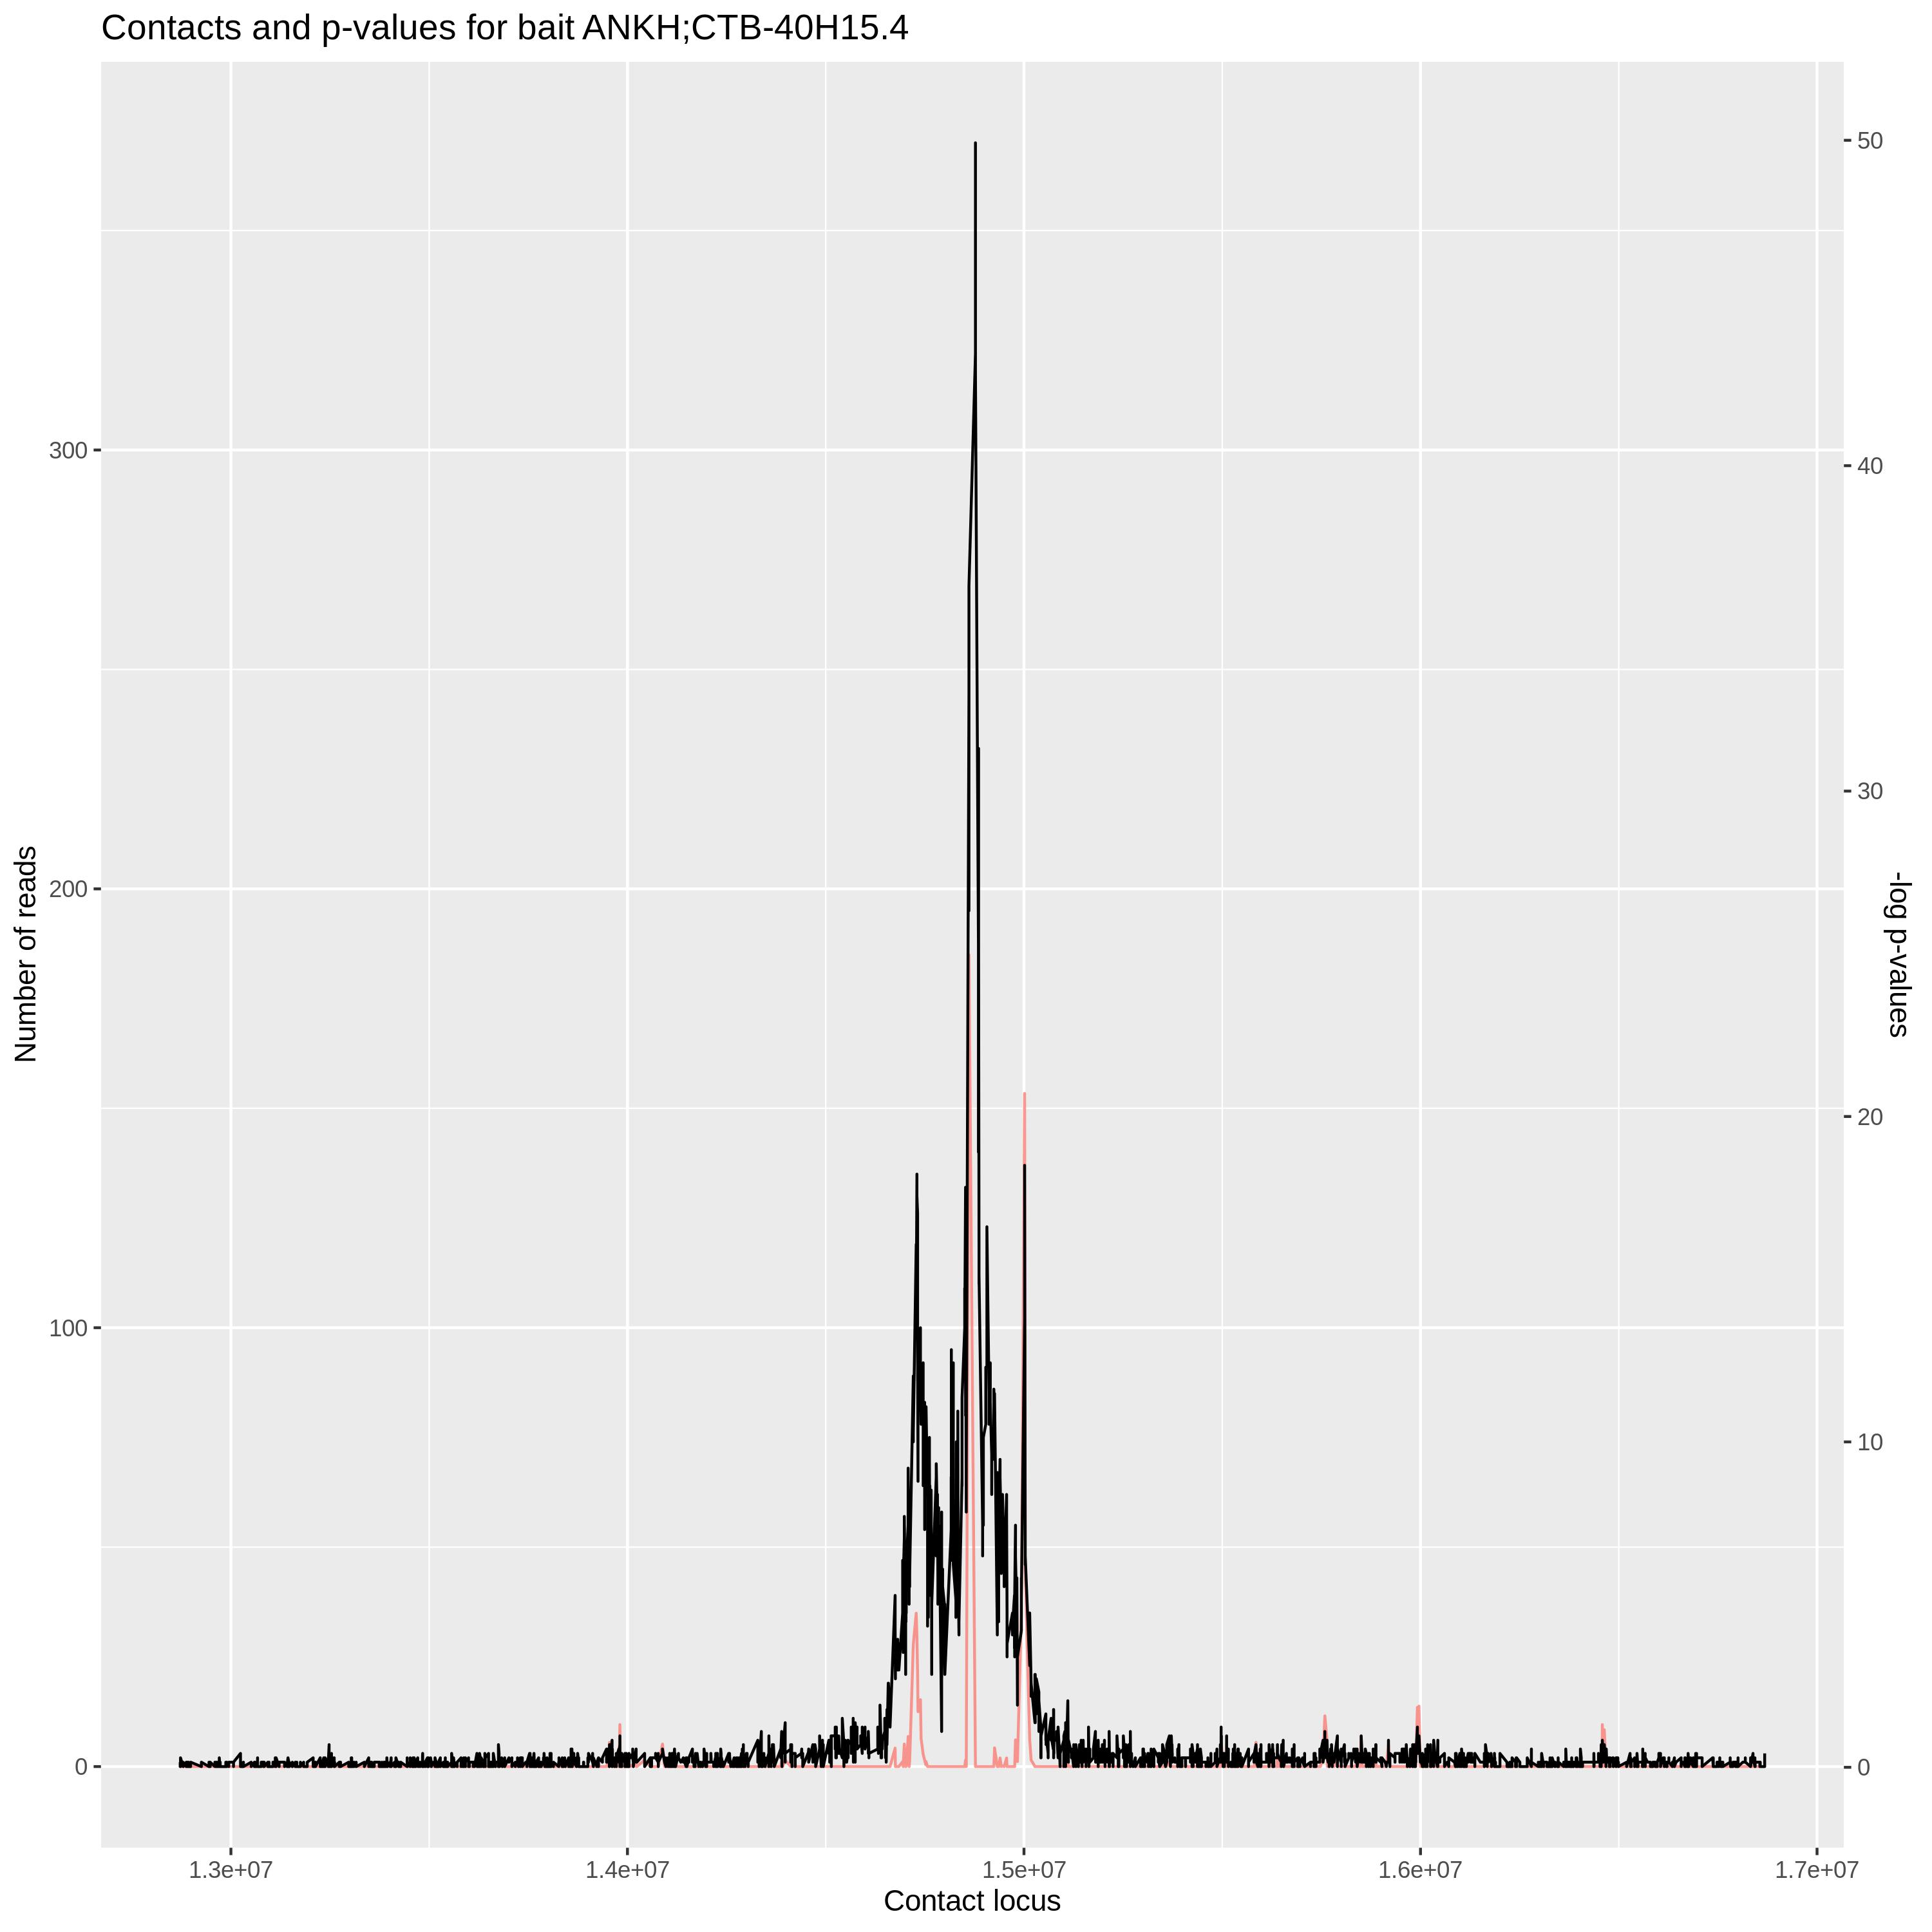 Contacts and p-values for bait ANKH;CTB-40H15.4
Number of reads
300
200
100
0
50
40
30
20
10
0
-log p-values
1.3e+07
1.4e+07
1.5e+07
1.6e+07
1.7e+07
Contact locus